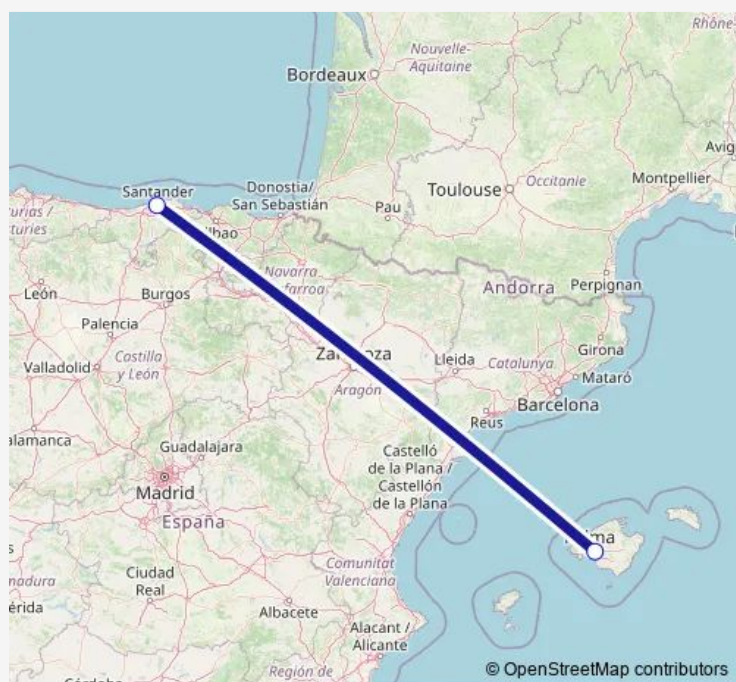 Rhône-
Nouvelle-
Aquitaine
Bordeaux
Avig
Montpellier
Occitanie
Toulouse
Santander
Donostia/
San Sebastián
Pau
Navarra
León
Burgos
Andorra
Perpignan
Palencia
Girona
Valladolid
Castilla
y León
Lleida
Catalunya
Mataró
Aragón
Barcelona
Reus
Guadalajara
Castelló
de la Plana /
Castellón
de la Plana
Madrid
España
Ciudad
Real
Comunitat
Valenciana
Albacete
Alacant /
Alicante
Región de
© OpenStreetMap contributors